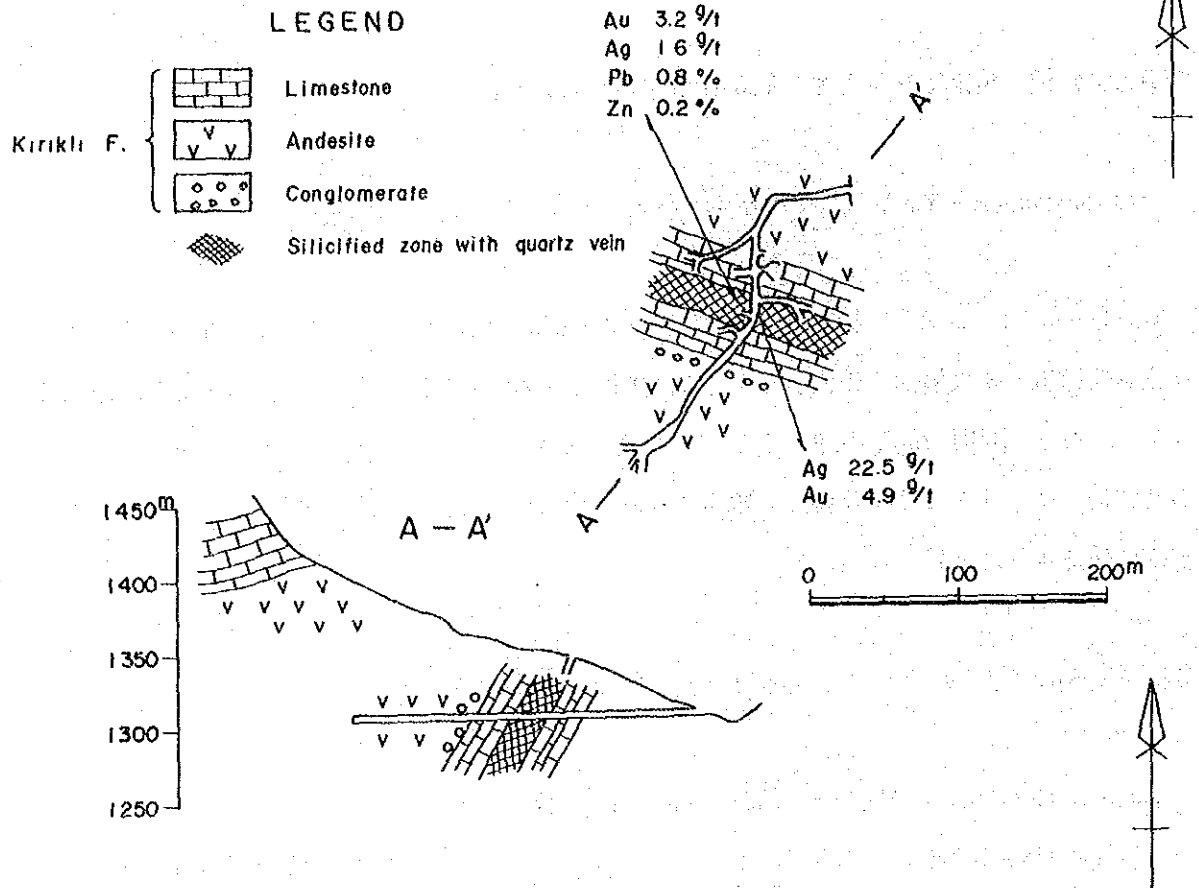 LEGEND
Kırıklı F.
Limestone
Andesite
Conglomerate
Silicified zone with quartz vein
Au 3.2 g/t
Ag 16 g/t
Pb 0.8 %
Zn 0.2 %
A'
Ag 22.5 g/t
Au 4.9 g/t
A
A – A'
0 100 200m
1450m
1400
1350
1300
1250